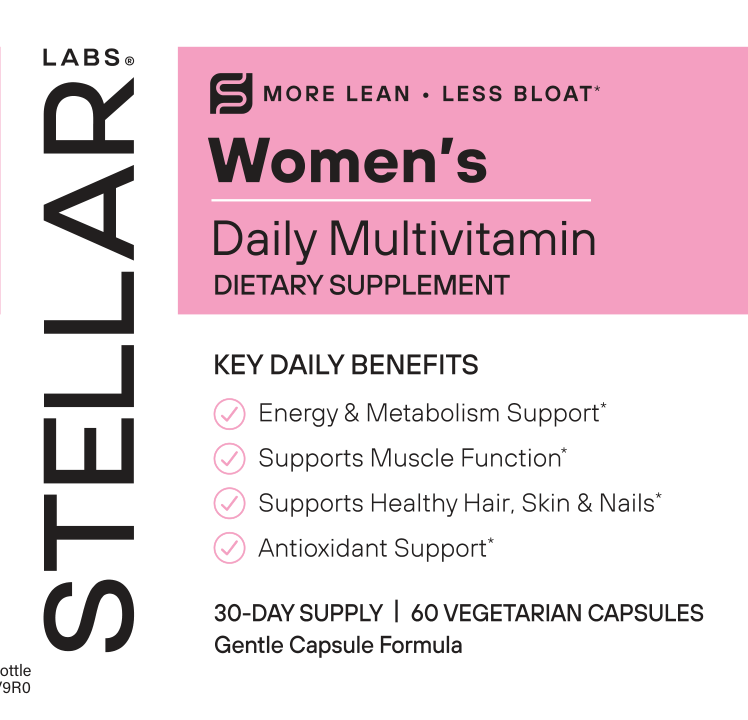 LABS®
STELLAR
MORE LEAN • LESS BLOAT*
Women's
Daily Multivitamin
DIETARY SUPPLEMENT
KEY DAILY BENEFITS
Energy & Metabolism Support*
Supports Muscle Function*
Supports Healthy Hair, Skin & Nails*
Antioxidant Support*
30-DAY SUPPLY | 60 VEGETARIAN CAPSULES
Gentle Capsule Formula
ottle
/9R0